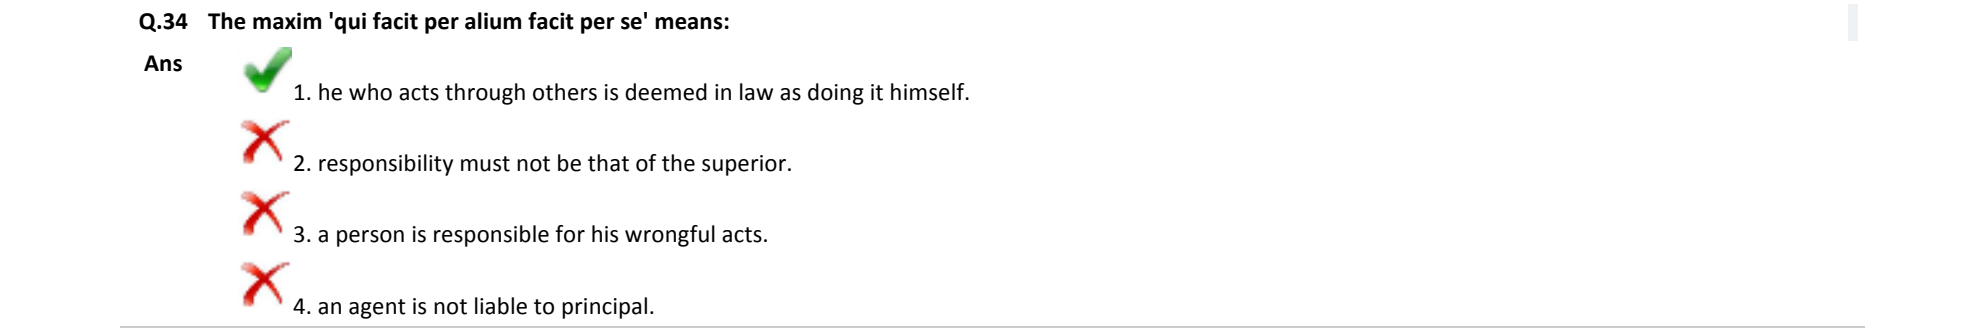 Q.34 The maxim 'qui facit per alium facit per se' means:
Ans
1. he who acts through others is deemed in law as doing it himself.
2. responsibility must not be that of the superior.
3. a person is responsible for his wrongful acts.
4. an agent is not liable to principal.